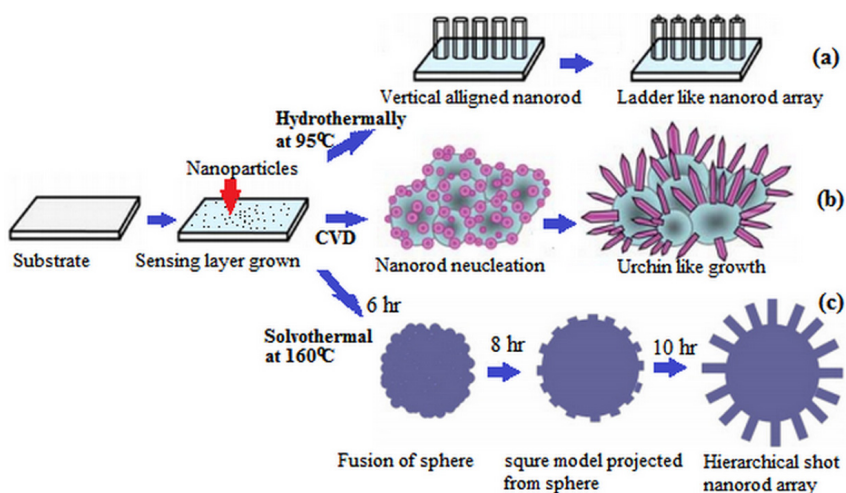 (a)
Vertical alligned nanorod
Ladder like nanorod array
Hydrothermally
at 95⁰C
Nanoparticles
(b)
CVD
Substrate
Sensing layer grown
Nanorod neucleation
Urchin like growth
(c)
6 hr
Solvothermal
at 160⁰C
8 hr
10 hr
Fusion of sphere
squre model projected
from sphere
Hierarchical shot
nanorod array